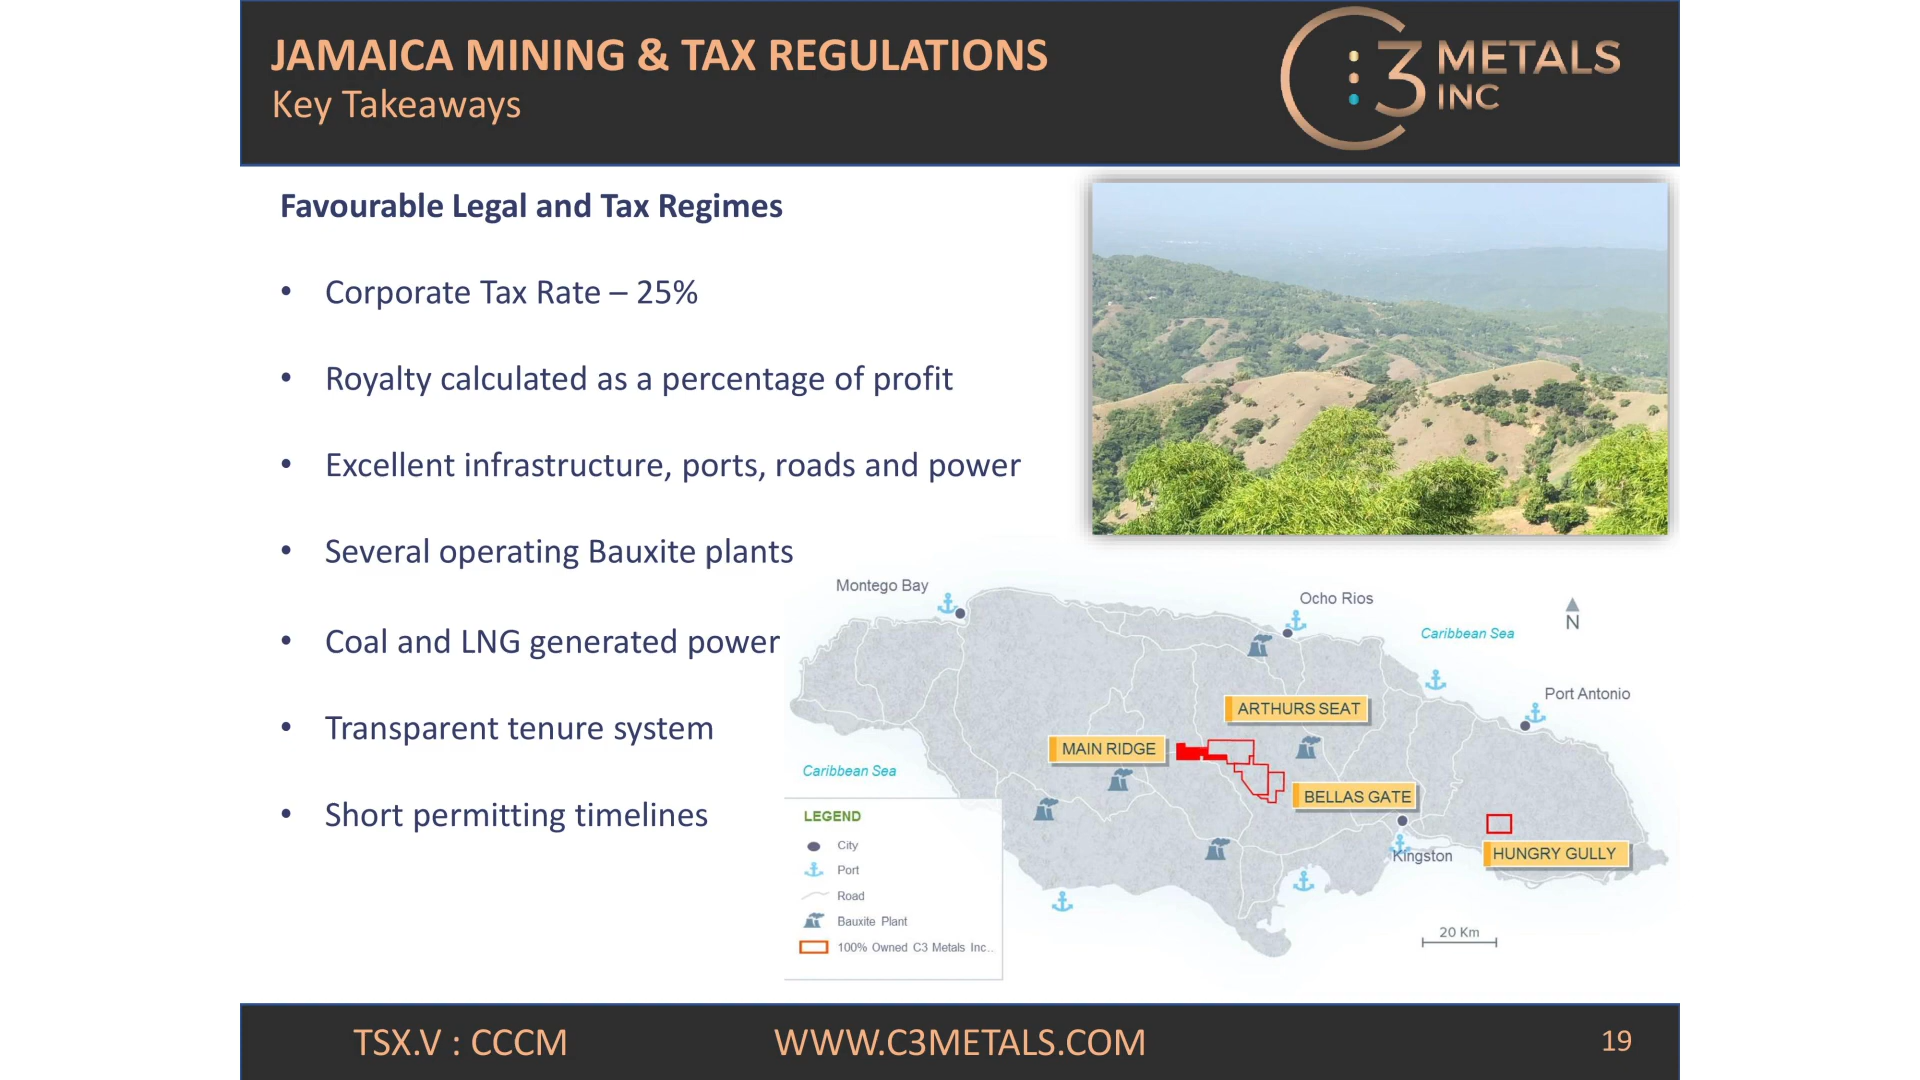 JAMAICA MINING & TAX REGULATIONS
Key Takeaways
C3 METALS
INC
Favourable Legal and Tax Regimes
• Corporate Tax Rate – 25%
• Royalty calculated as a percentage of profit
• Excellent infrastructure, ports, roads and power
• Several operating Bauxite plants
• Coal and LNG generated power
• Transparent tenure system
• Short permitting timelines
Montego Bay
Ocho Rios
N
Caribbean Sea
Port Antonio
ARTHURS SEAT
MAIN RIDGE
Caribbean Sea
BELLAS GATE
Kingston
HUNGRY GULLY
LEGEND
City
Port
Road
Bauxite Plant
100% Owned C3 Metals Inc..
20 Km
TSX.V : CCCM
WWW.C3METALS.COM
19